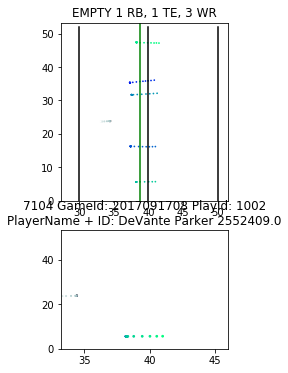 EMPTY 1 RB, 1 TE, 3 WR
50
40
30
20
10
0
30 35 40 45 50
7104 GameId: 2017091708 PlayId: 1002
PlayerName + ID: DeVante Parker 2552409.0
40
20
0
35 40 45